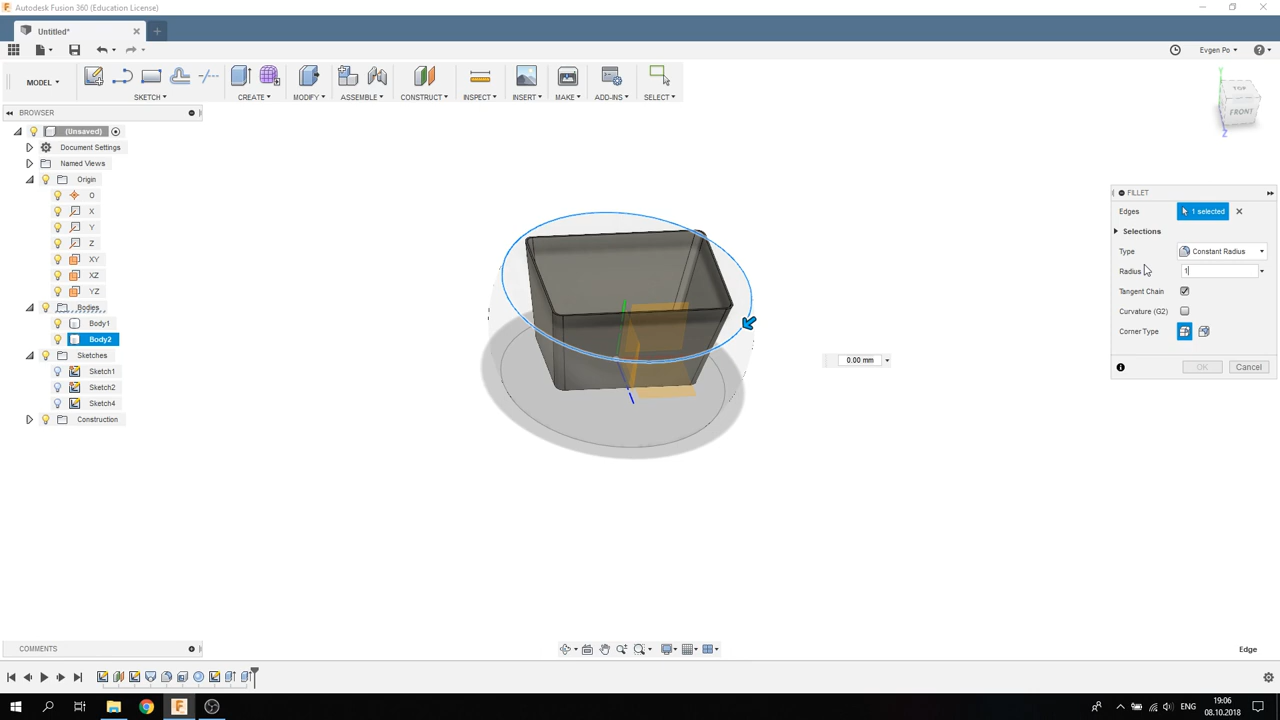 Autodesk Fusion 360 (Education License)
Untitled*
Evgen Po
MODEL
SKETCH
CREATE
MODIFY
ASSEMBLE
CONSTRUCT
INSPECT
INSERT
MAKE
ADD-INS
SELECT
BROWSER
(Unsaved)
Document Settings
Named Views
Origin
O
X
Y
Z
XY
XZ
YZ
Bodies
Body1
Body2
Sketches
Sketch1
Sketch2
Sketch4
Construction
Y
TOP
FRONT
Z
FILLET
Edges
1 selected
Selections
Type
Constant Radius
Radius
1
Tangent Chain
Curvature (G2)
Corner Type
OK
Cancel
0.00 mm
COMMENTS
Edge
ENG
19:06
08.10.2018